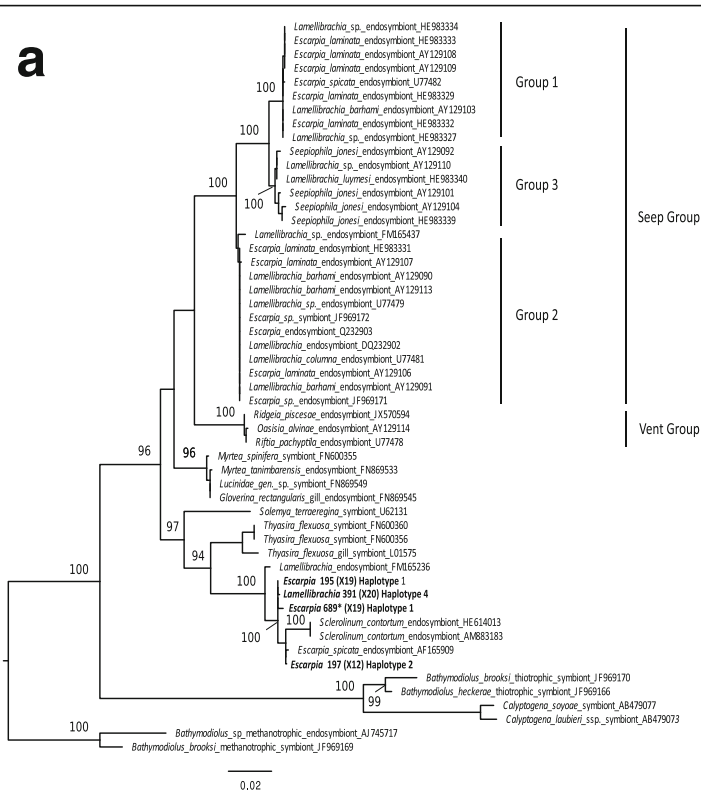 a
Lamellibrachia_sp._endosymbiont_HE983334
Escarpia_laminata_endosymbiont_HE983333
Escarpia_laminata_endosymbiont_AY129108
Escarpia_laminata_endosymbiont_AY129109
Escarpia_spicata_endosymbiont_U77482
Escarpia_laminata_endosymbiont_HE983329
Lamellibrachia_barhami_endosymbiont_AY129103
Escarpia_laminata_endosymbiont_HE983332
Lamellibrachia_sp._endosymbiont_HE983327
Seepiophila_jonesi_endosymbiont_AY129092
Lamellibrachia_sp._endosymbiont_AY129110
Lamellibrachia_luymesi_endosymbiont_HE983340
Seepiophila_jonesi_endosymbiont_AY129101
Seepiophila_jonesi_endosymbiont_AY129104
Seepiophila_jonesi_endosymbiont_HE983339
Lamellibrachia_sp._endosymbiont_FM165437
Escarpia_laminata_endosymbiont_HE983331
Escarpia_laminata_endosymbiont_AY129107
Lamellibrachia_barhami_endosymbiont_AY129090
Lamellibrachia_barhami_endosymbiont_AY129113
Lamellibrachia_sp._endosymbiont_U77479
Escarpia_sp._symbiont_JF969172
Escarpia_endosymbiont_Q232903
Lamellibrachia_endosymbiont_DQ232902
Lamellibrachia_columna_endosymbiont_U77481
Escarpia_laminata_endosymbiont_AY129106
Lamellibrachia_barhami_endosymbiont_AY129091
Escarpia_sp._endosymbiont_JF969171
Ridgeia_piscesae_endosymbiont_JX570594
Oasisia_alvinae_endosymbiont_AY129114
Riftia_pachyptila_endosymbiont_U77478
Myrtea_spinifera_symbiont_FN600355
Myrtea_tanimbarensis_endosymbiont_FN869533
Lucinidae_gen._sp._symbiont_FN869549
Gloverina_rectangularis_gill_endosymbiont_FN869545
Solemya_terraeregina_symbiont_U62131
Thyasira_flexuosa_symbiont_FN600360
Thyasira_flexuosa_symbiont_FN600356
Thyasira_flexuosa_gill_symbiont_L01575
Lamellibrachia_endosymbiont_FM165236
Escarpia 195 (X19) Haplotype 1
Lamellibrachia 391 (X20) Haplotype 4
Escarpia 689* (X19) Haplotype 1
Sclerolinum_contortum_endosymbiont_HE614013
Sclerolinum_contortum_endosymbiont_AM883183
Escarpia_spicata_endosymbiont_AF165909
Escarpia 197 (X12) Haplotype 2
Bathymodiolus_brooksi_thiotrophic_symbiont_JF969170
Bathymodiolus_heckerae_thiotrophic_symbiont_JF969166
Calyptogena_soyoae_symbiont_AB479077
Calyptogena_laubieri_ssp._symbiont_AB479073
Bathymodiolus_sp_methanotrophic_endosymbiont_AJ745717
Bathymodiolus_brooksi_methanotrophic_symbiont_JF969169
Group 1
Group 3
Group 2
Seep Group
Vent Group
100
100
100
100
100
96
96
97
94
100
100
100
100
100
99
100
0.02